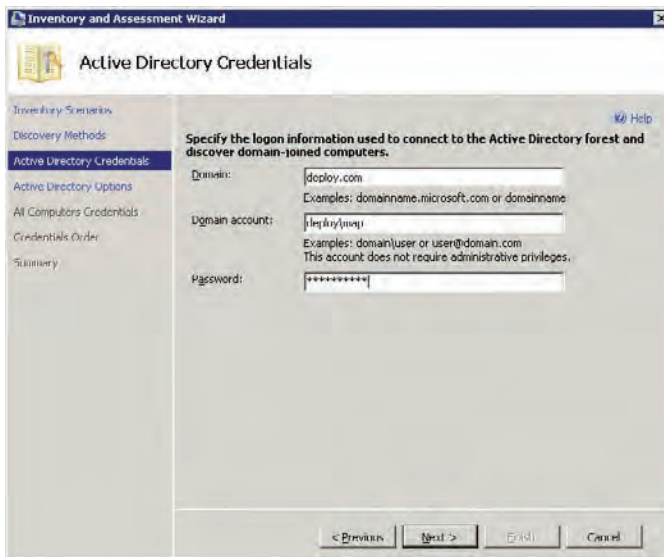 Inventory and Assessment Wizard
Active Directory Credentials
Inventory Scenarios
Discovery Methods
Active Directory Credentials
Active Directory Options
All Computers Credentials
Credentials Order
Summary
Help
Specify the logon information used to connect to the Active Directory forest and
discover domain-joined computers.
Domain:
deploy.com
Examples: domainname.microsoft.com or domainname
Domain account:
deploy\map
Examples: domain\user or user@domain.com
This account does not require administrative privileges.
Password:
**********
< Previous
Next >
Finish
Cancel